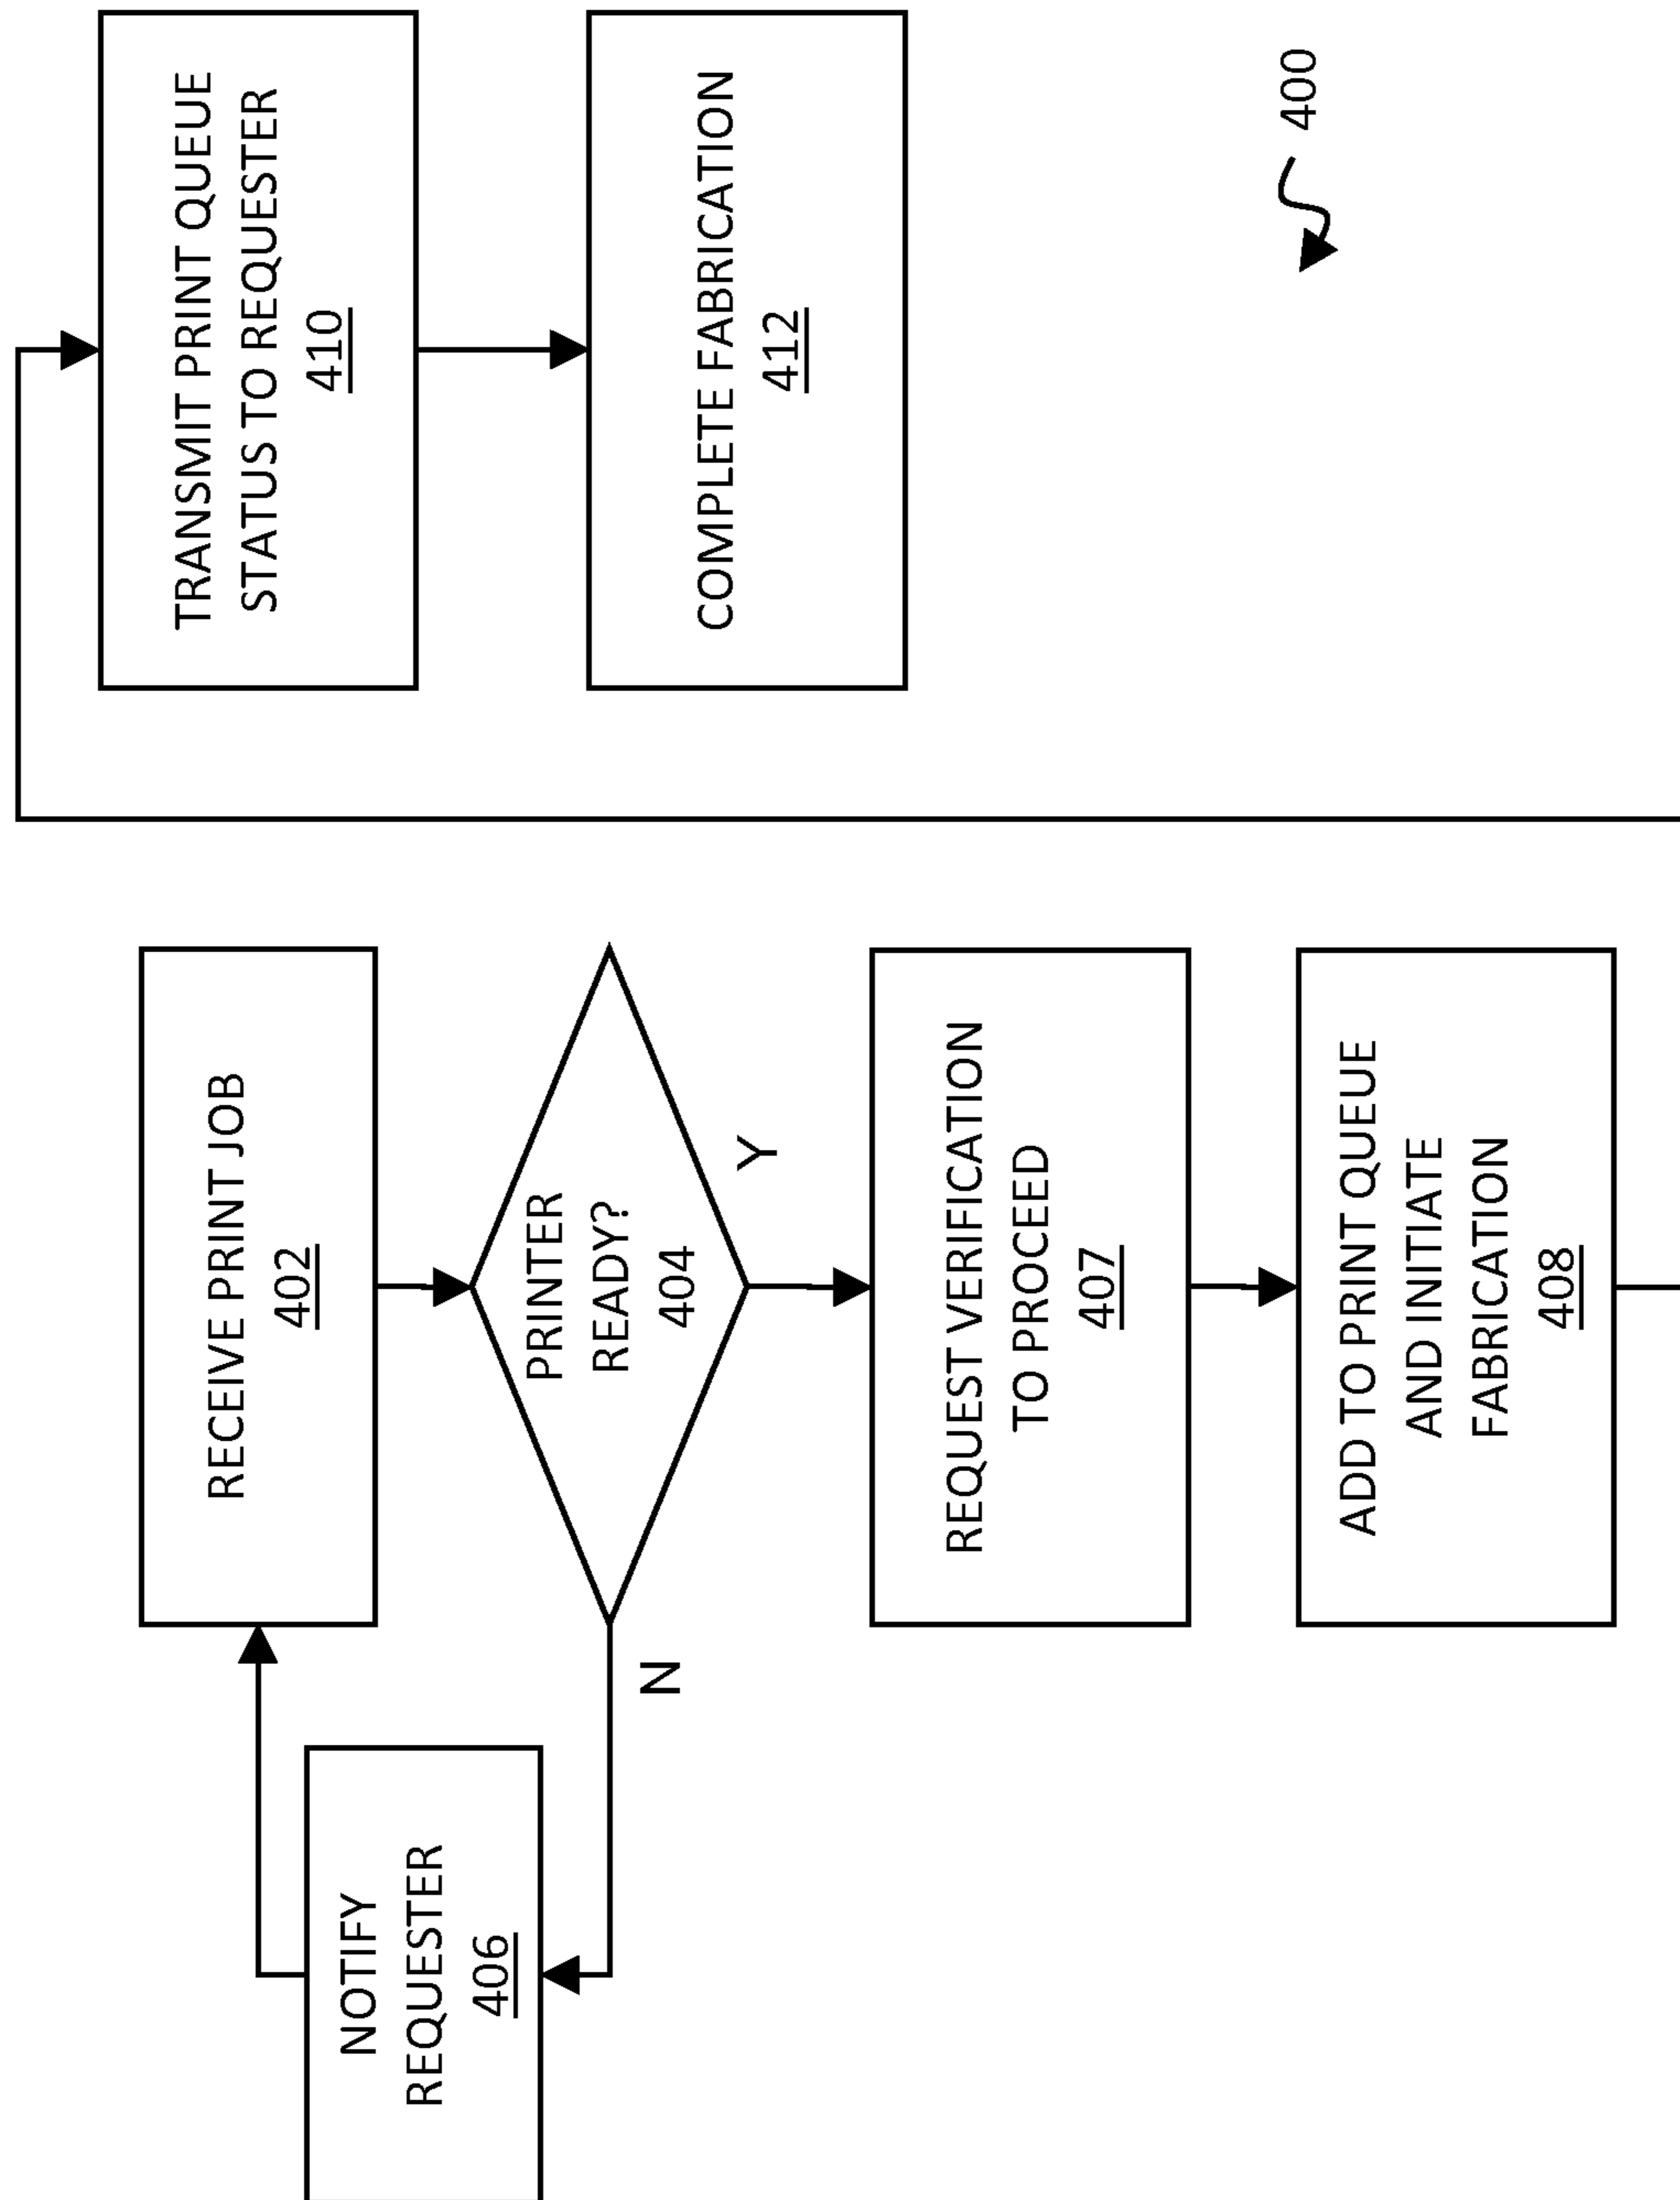 RECEIVE PRINT JOB
402
PRINTER
READY?
404
N
Y
NOTIFY
REQUESTER
406
REQUEST VERIFICATION
TO PROCEED
407
ADD TO PRINT QUEUE
AND INITIATE
FABRICATION
408
TRANSMIT PRINT QUEUE
STATUS TO REQUESTER
410
COMPLETE FABRICATION
412
400